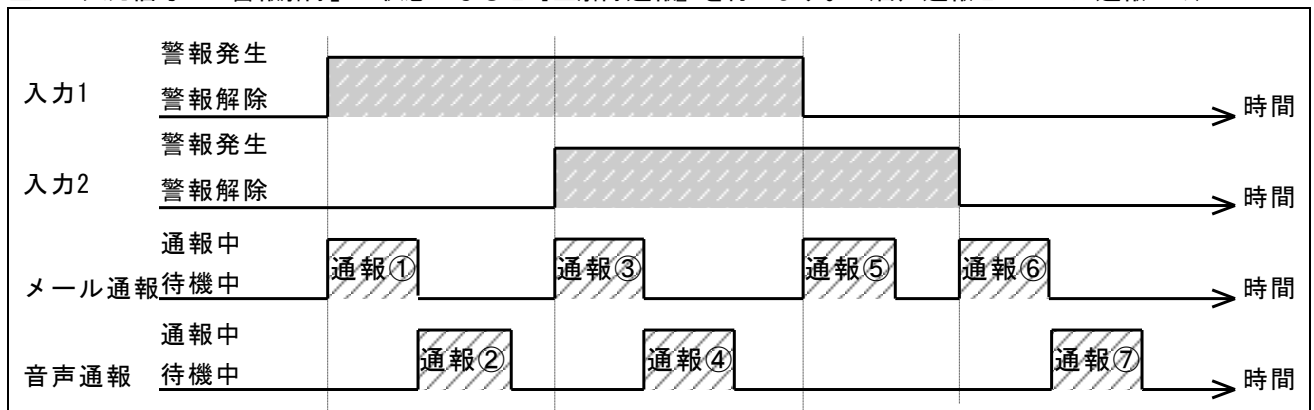 警報発生
入力1
警報解除
時間
警報発生
入力2
警報解除
時間
通報中
メール通報
待機中
通報①
通報③
通報⑤
通報⑥
時間
通報中
音声通報
待機中
通報②
通報④
通報⑦
時間